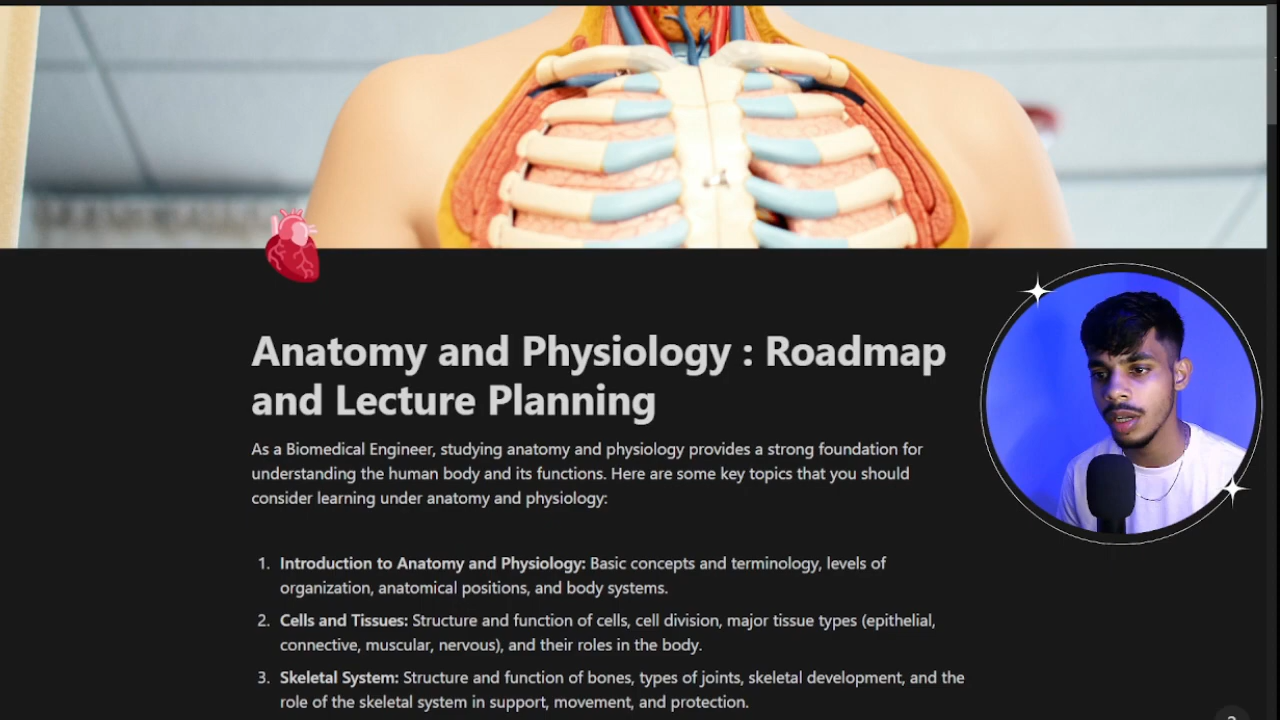 Anatomy and Physiology : Roadmap
and Lecture Planning
As a Biomedical Engineer, studying anatomy and physiology provides a strong foundation for
understanding the human body and its functions. Here are some key topics that you should
consider learning under anatomy and physiology:
1. Introduction to Anatomy and Physiology: Basic concepts and terminology, levels of
organization, anatomical positions, and body systems.
2. Cells and Tissues: Structure and function of cells, cell division, major tissue types (epithelial,
connective, muscular, nervous), and their roles in the body.
3. Skeletal System: Structure and function of bones, types of joints, skeletal development, and the
role of the skeletal system in support, movement, and protection.